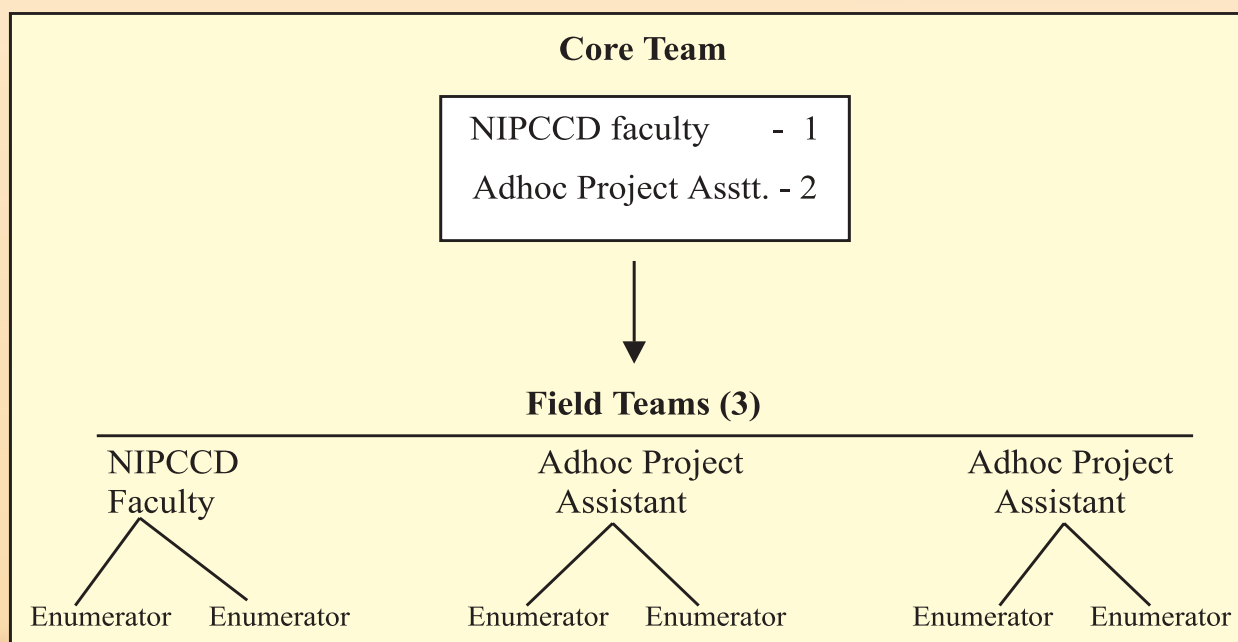 Core Team
NIPCCD faculty - 1
Adhoc Project Asstt. - 2
Field Teams (3)
NIPCCD
Faculty
Adhoc Project
Assistant
Adhoc Project
Assistant
Enumerator
Enumerator
Enumerator
Enumerator
Enumerator
Enumerator